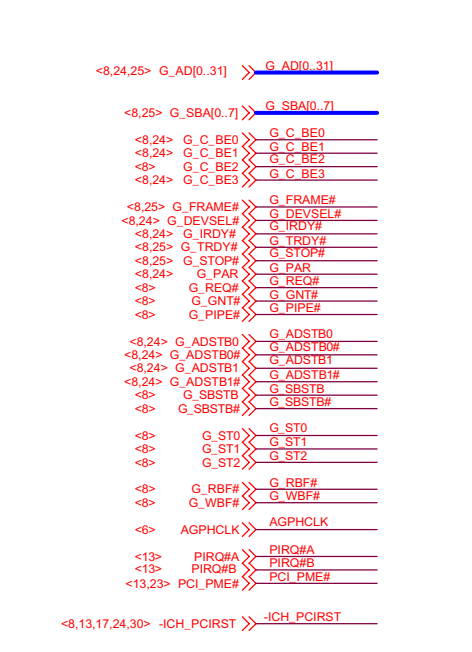 <8,24,25> G_AD[0..31] G_AD[0..31]
<8,25> G_SBA[0..7] G_SBA[0..7]
<8,24> G_C_BE0 G_C_BE0
<8,24> G_C_BE1 G_C_BE1
<8> G_C_BE2 G_C_BE2
<8,24> G_C_BE3 G_C_BE3
<8,25> G_FRAME# G_FRAME#
<8,24> G_DEVSEL# G_DEVSEL#
<8,24> G_IRDY# G_IRDY#
<8,25> G_TRDY# G_TRDY#
<8,25> G_STOP# G_STOP#
<8,24> G_PAR G_PAR
<8> G_REQ# G_REQ#
<8> G_GNT# G_GNT#
<8> G_PIPE# G_PIPE#
<8,24> G_ADSTB0 G_ADSTB0
<8,24> G_ADSTB0# G_ADSTB0#
<8,24> G_ADSTB1 G_ADSTB1
<8,24> G_ADSTB1# G_ADSTB1#
<8> G_SBSTB G_SBSTB
<8> G_SBSTB# G_SBSTB#
<8> G_ST0 G_ST0
<8> G_ST1 G_ST1
<8> G_ST2 G_ST2
<8> G_RBF# G_RBF#
<8> G_WBF# G_WBF#
<6> AGPHCLK AGPHCLK
<13> PIRQ#A PIRQ#A
<13> PIRQ#B PIRQ#B
<13,23> PCI_PME# PCI_PME#
<8,13,17,24,30> -ICH_PCIRST -ICH_PCIRST